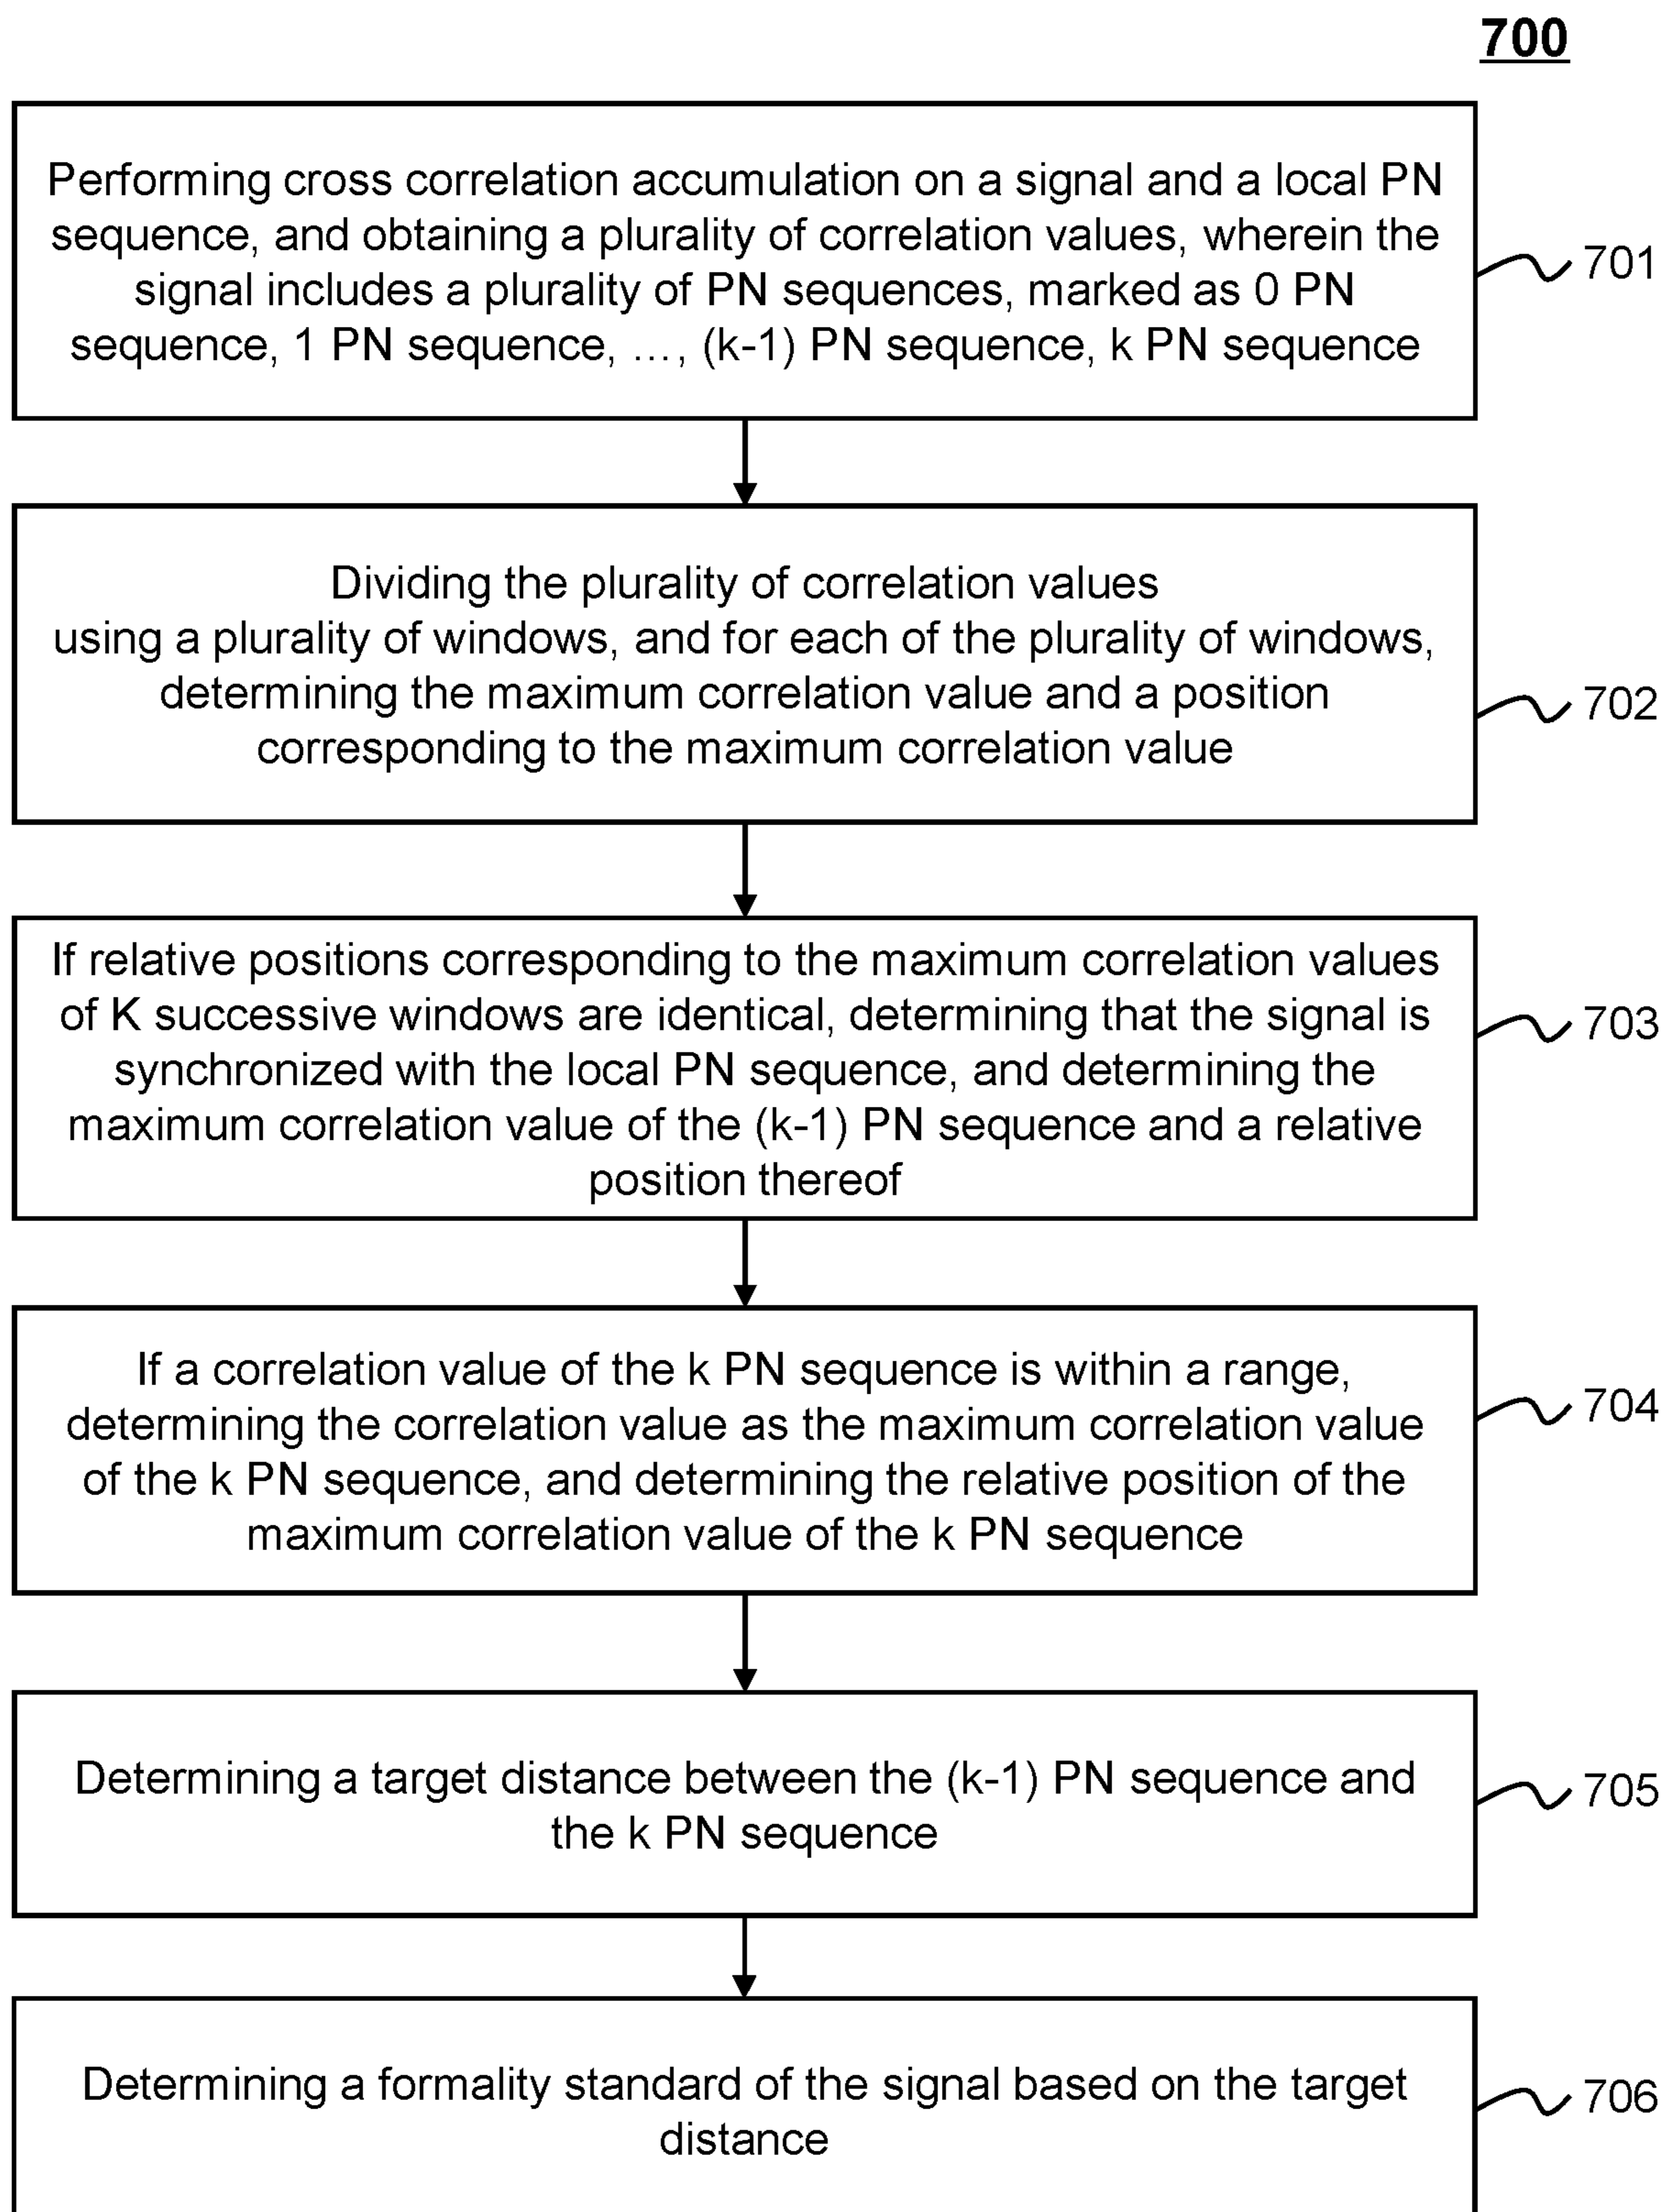 700
Performing cross correlation accumulation on a signal and a local PN
sequence, and obtaining a plurality of correlation values, wherein the
signal includes a plurality of PN sequences, marked as 0 PN
sequence, 1 PN sequence, …, (k-1) PN sequence, k PN sequence
701
Dividing the plurality of correlation values
using a plurality of windows, and for each of the plurality of windows,
determining the maximum correlation value and a position
corresponding to the maximum correlation value
702
If relative positions corresponding to the maximum correlation values
of K successive windows are identical, determining that the signal is
synchronized with the local PN sequence, and determining the
maximum correlation value of the (k-1) PN sequence and a relative
position thereof
703
If a correlation value of the k PN sequence is within a range,
determining the correlation value as the maximum correlation value
of the k PN sequence, and determining the relative position of the
maximum correlation value of the k PN sequence
704
Determining a target distance between the (k-1) PN sequence and
the k PN sequence
705
Determining a formality standard of the signal based on the target
distance
706